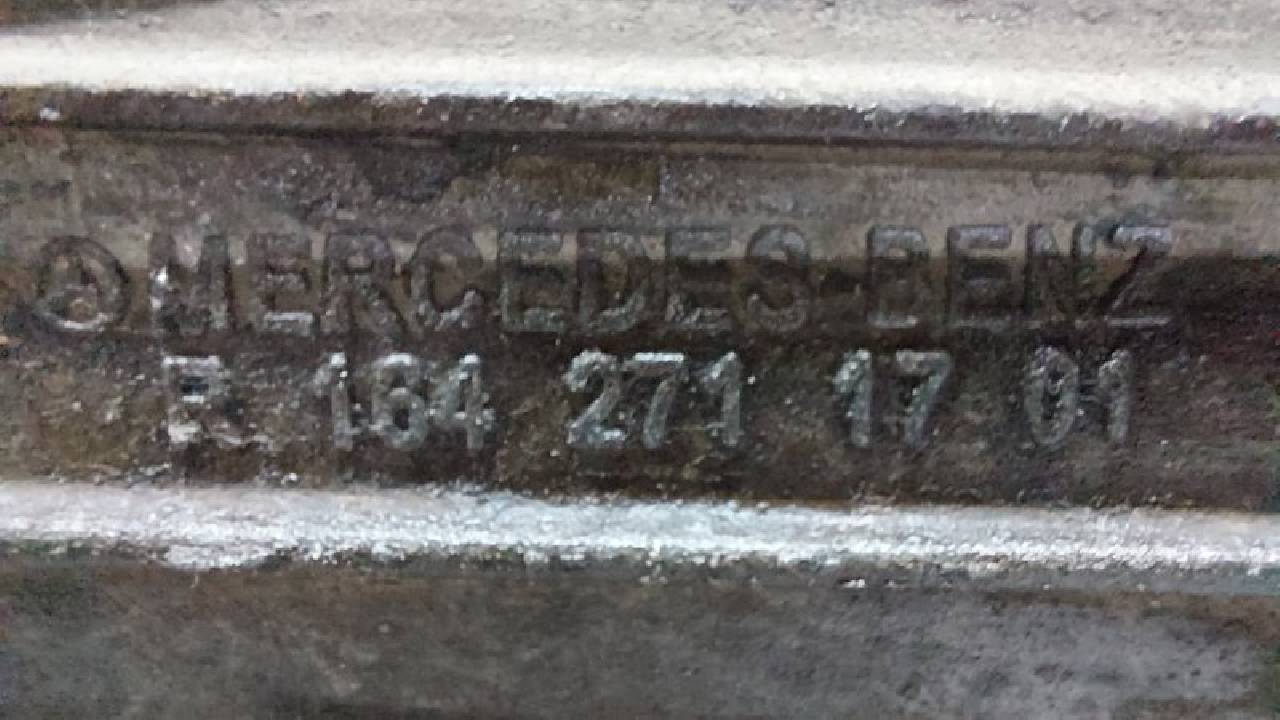 MERCEDES-BENZ
R 164 271 17 01